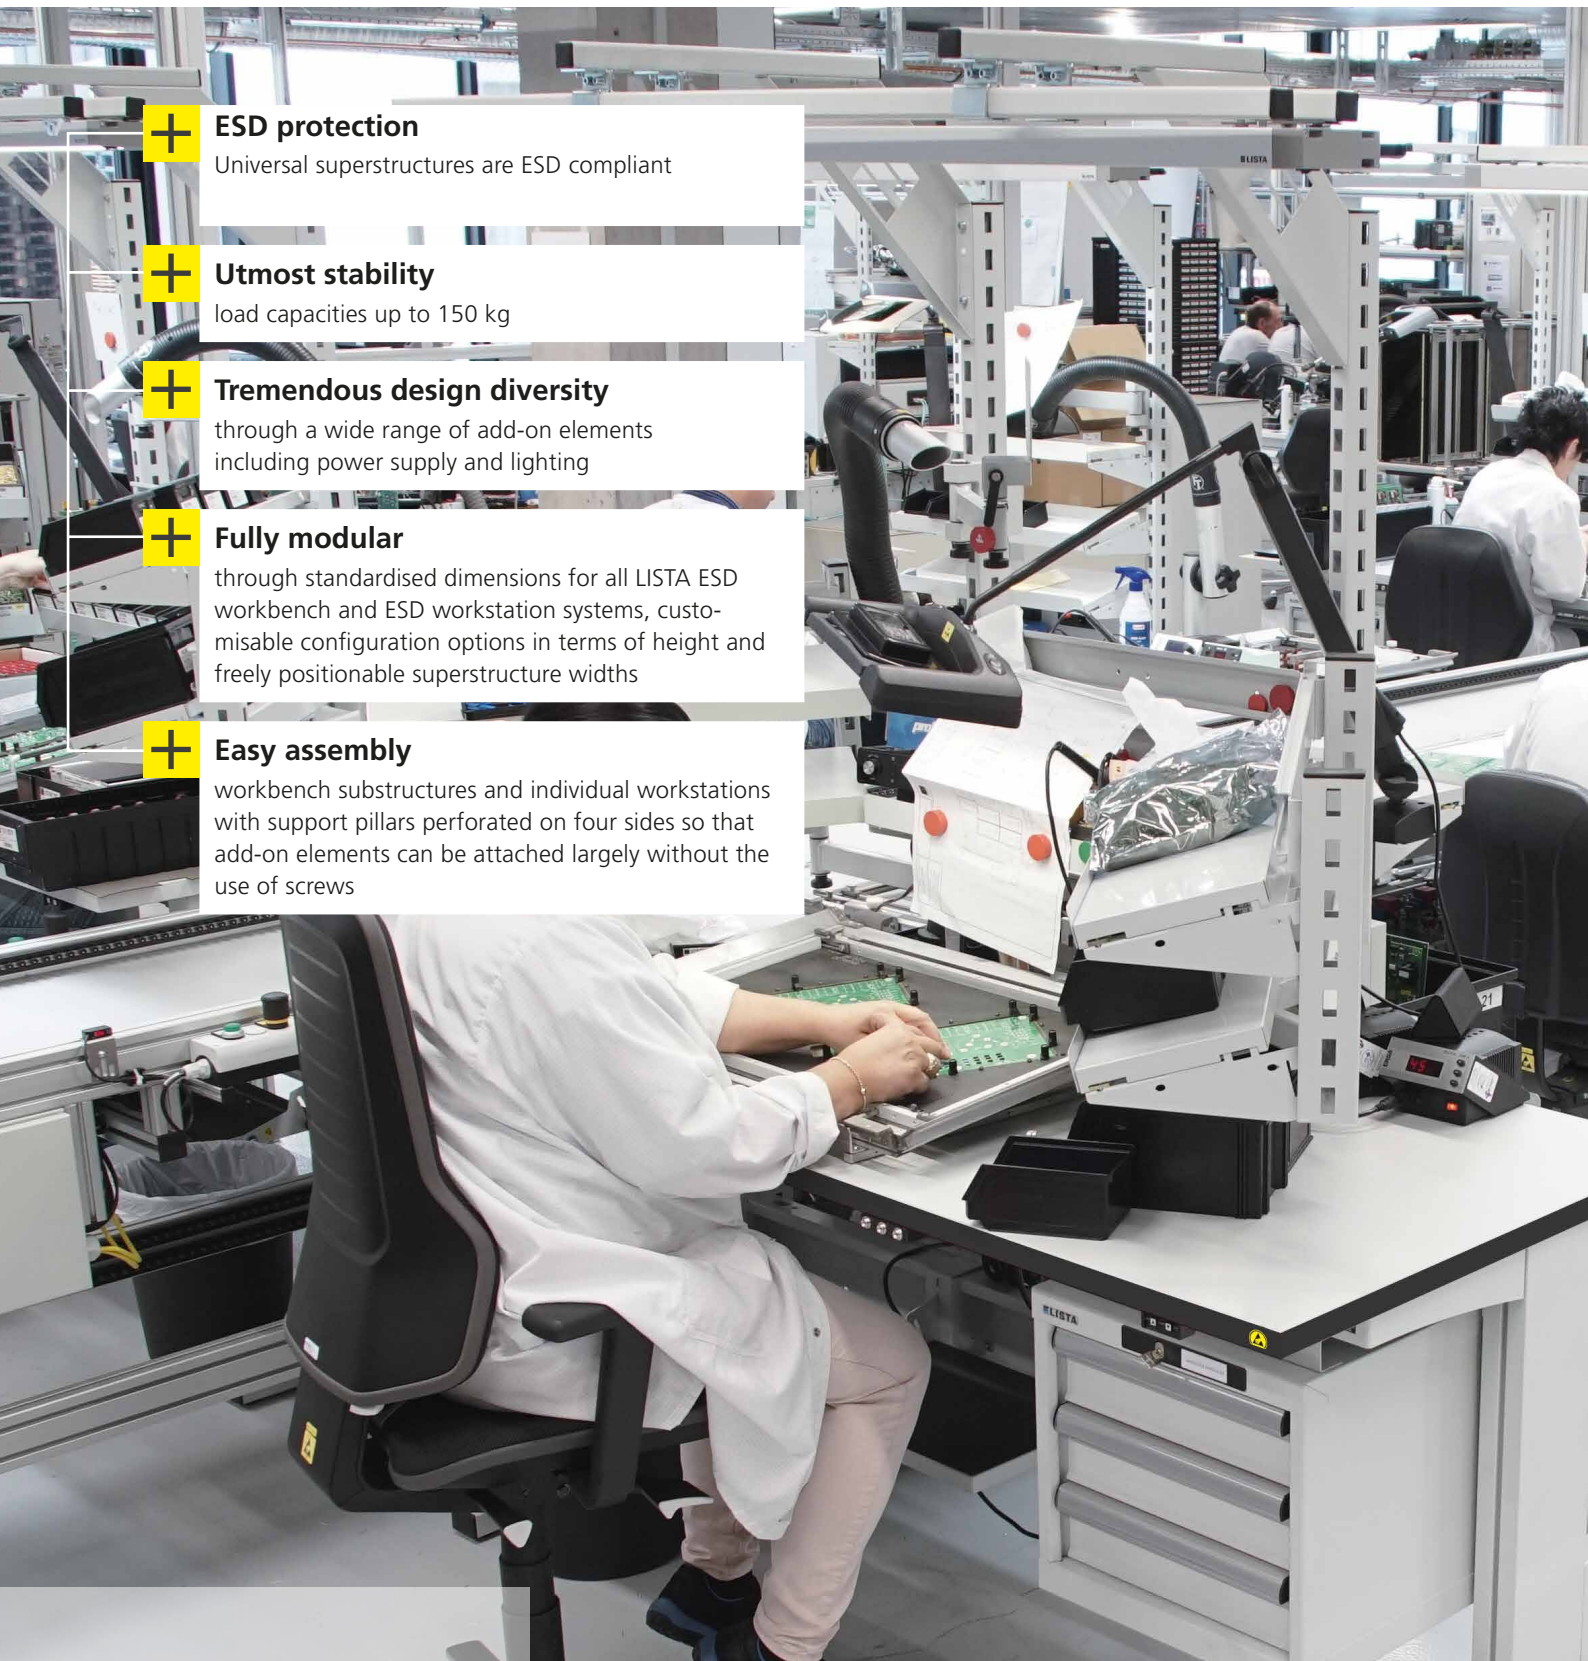 ESD protection
Universal superstructures are ESD compliant
Utmost stability
load capacities up to 150 kg
Tremendous design diversity
through a wide range of add-on elements
including power supply and lighting
Fully modular
through standardised dimensions for all LISTA ESD
workbench and ESD workstation systems, custo-
misable configuration options in terms of height and
freely positionable superstructure widths
Easy assembly
workbench substructures and individual workstations
with support pillars perforated on four sides so that
add-on elements can be attached largely without the
use of screws
LISTA
21
45
LISTA